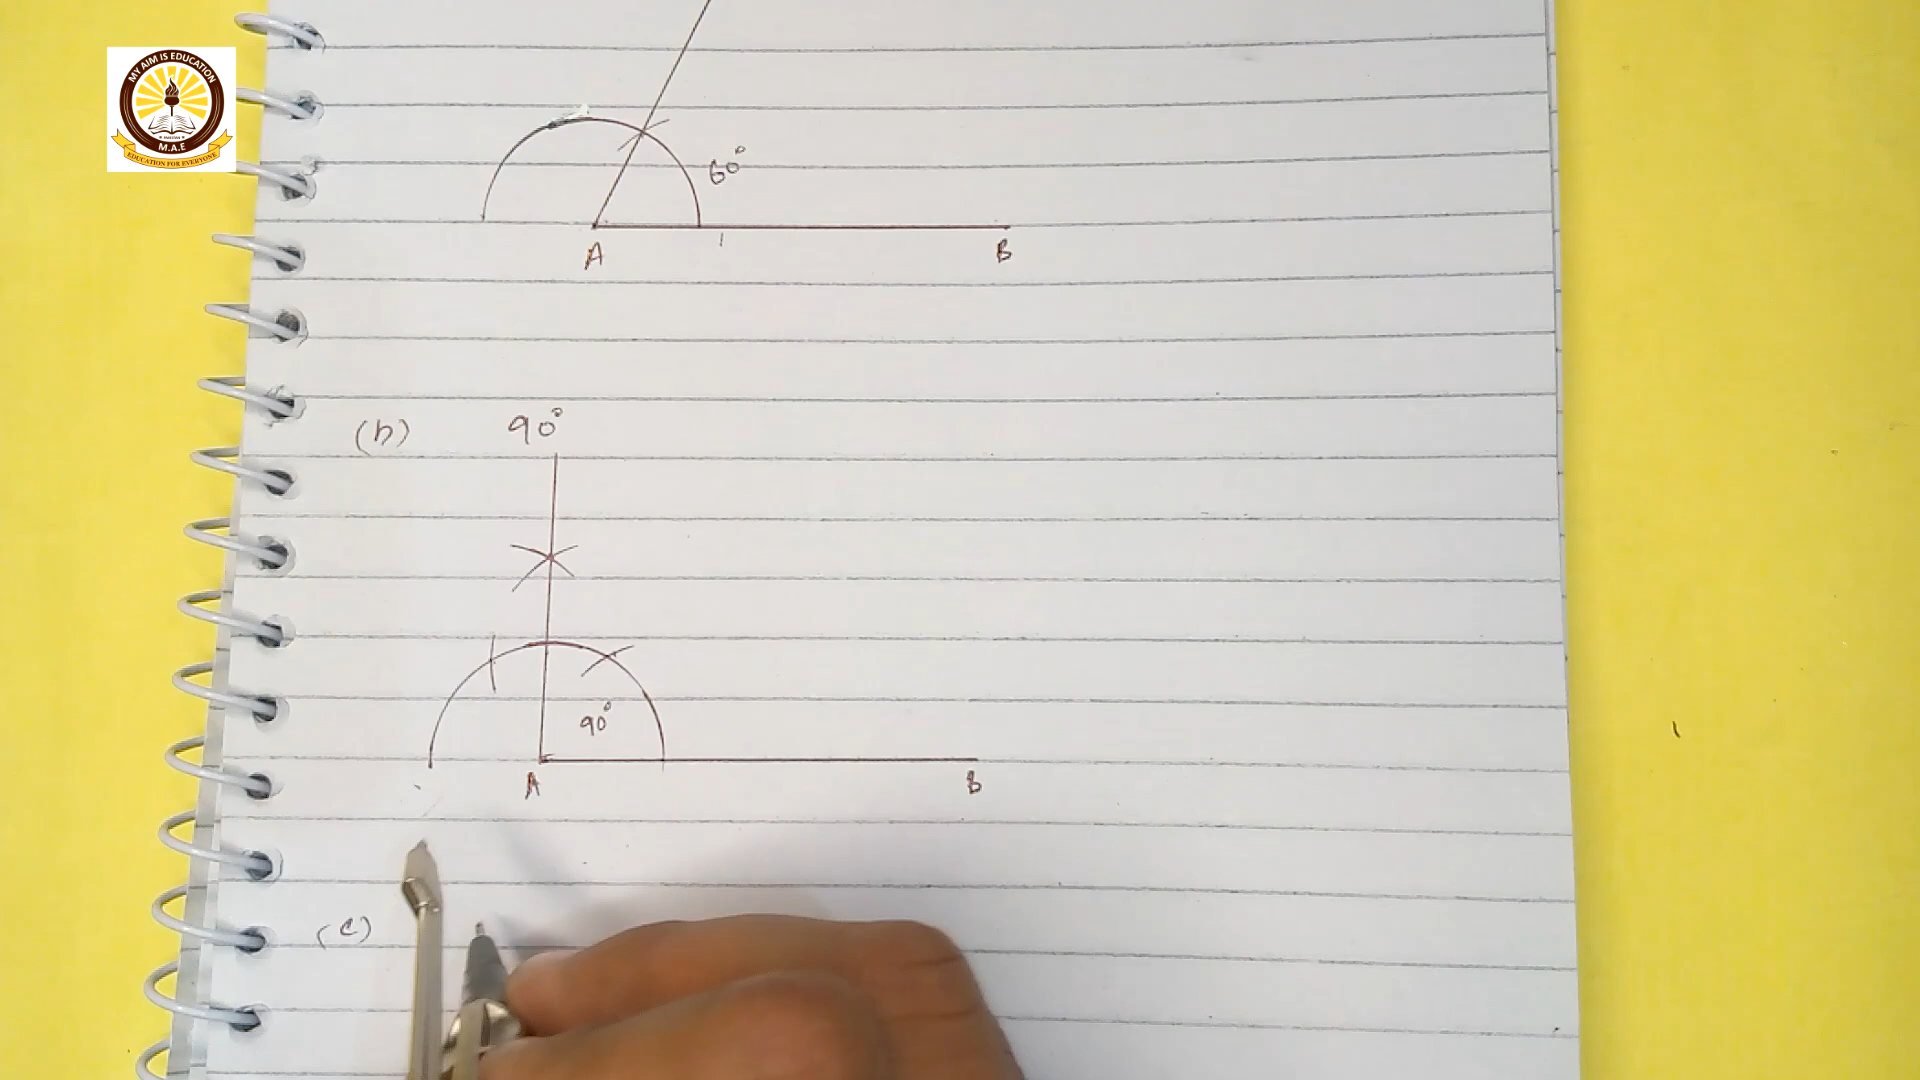 MY AIM IS EDUCATION
M.A.E
EDUCATION FOR EVERYONE
60°
A B
(b) 90°
90°
A B
(c)